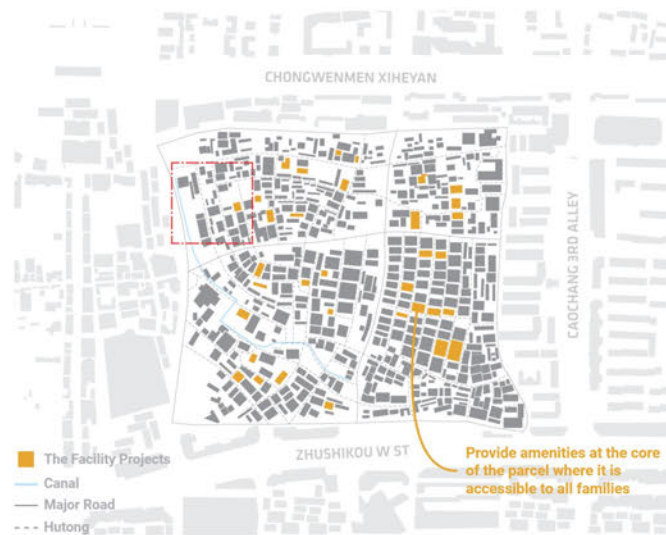 CHONGWENMEN XIHEYAN
CAOCHANG 3RD ALLEY
ZHUSHIKOU W ST
The Facility Projects
Canal
Major Road
Hutong
Provide amenities at the core
of the parcel where it is
accessible to all families